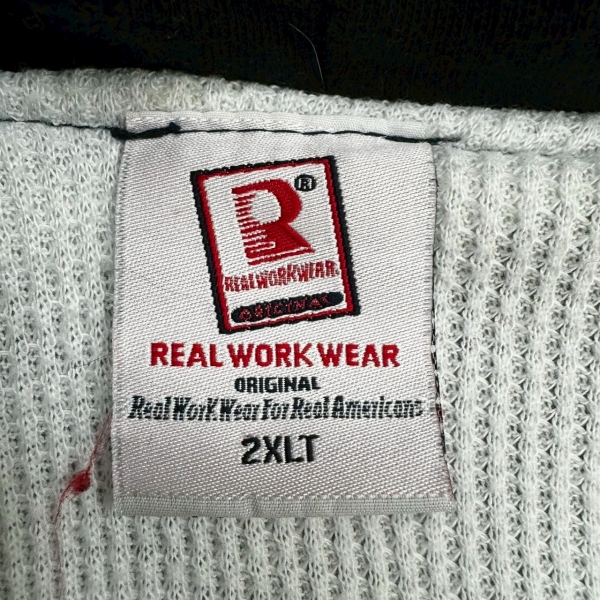 R®
REALWORKWEAR®
ORIGINAL
REAL WORK WEAR
ORIGINAL
Real Work Wear For Real Americans
2XLT